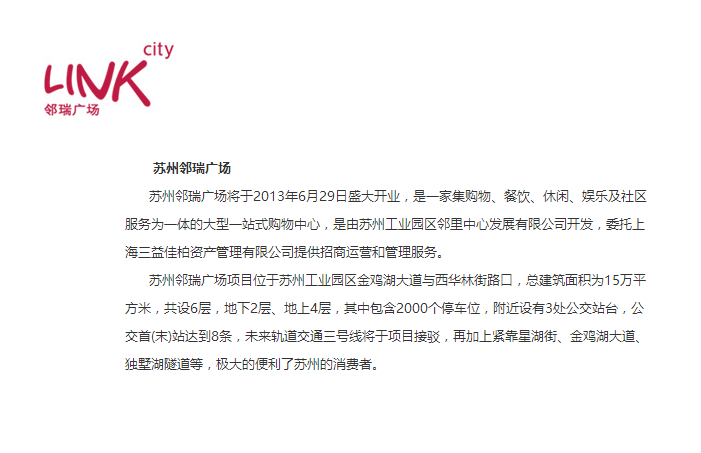 LINK city
邻瑞广场
苏州邻瑞广场
苏州邻瑞广场将于2013年6月29日盛大开业，是一家集购物、餐饮、休闲、娱乐及社区
服务为一体的大型一站式购物中心，是由苏州工业园区邻里中心发展有限公司开发，委托上
海三益佳柏资产管理有限公司提供招商运营和管理服务。
苏州邻瑞广场项目位于苏州工业园区金鸡湖大道与西华林街路口，总建筑面积为15万平
方米，共设6层，地下2层、地上4层，其中包含2000个停车位，附近设有3处公交站台，公
交首(末)站达到8条，未来轨道交通三号线将于项目接驳，再加上紧靠星湖街、金鸡湖大道、
独墅湖隧道等，极大的便利了苏州的消费者。